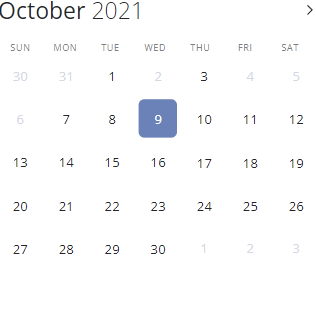 October 2021
SUN MON TUE WED THU FRI SAT
30 31 1 2 3 4 5
6 7 8 9 10 11 12
13 14 15 16 17 18 19
20 21 22 23 24 25 26
27 28 29 30 1 2 3